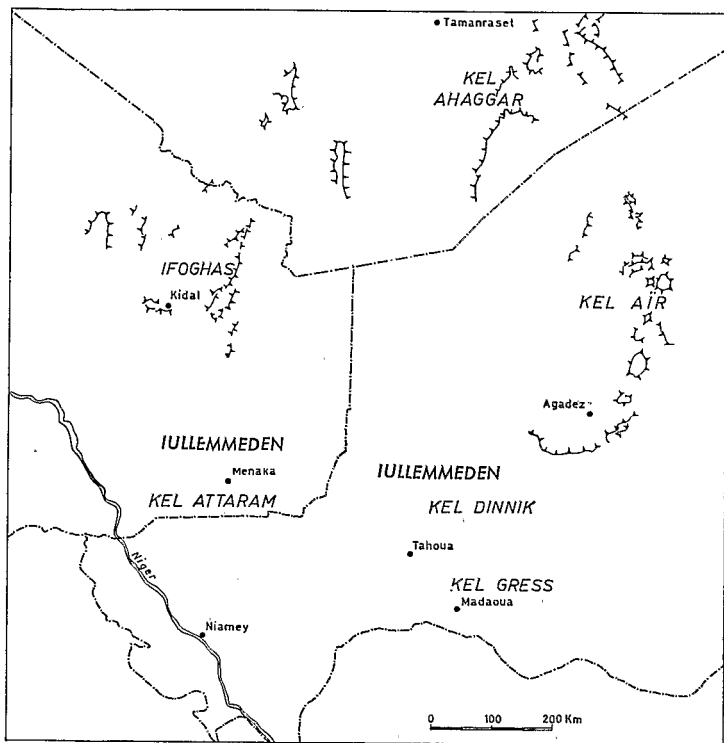 Tamanraset
KEL
AHAGGAR
IFOGHAS
Kidal
KEL AÏR
Agadez
IULLEMMEDEN
Menaka
KEL ATTARAM
IULLEMMEDEN
KEL DINNIK
Tahoua
Niger
KEL GRESS
Madaoua
Niamey
0 100 200 Km